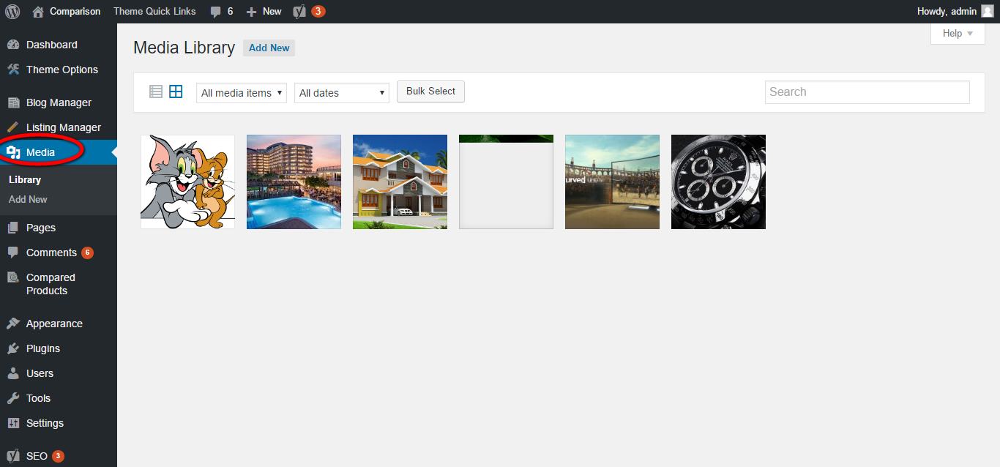 Comparison Theme Quick Links 6 New 3 Howdy, admin
Help
Dashboard
Theme Options
Blog Manager
Listing Manager
Media
Library
Add New
Pages
Comments 6
Compared
Products
Appearance
Plugins
Users
Tools
Settings
SEO 3
Media Library Add New
All media items All dates Bulk Select Search
urved